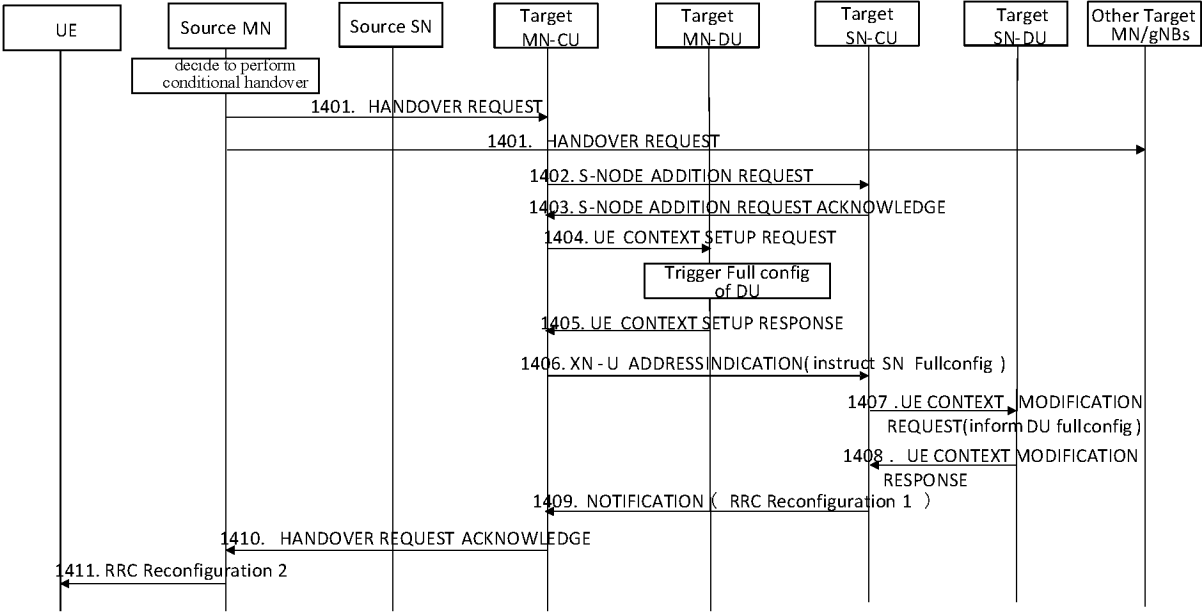 UE
Source MN
Source SN
Target
MN-CU
Target
MN-DU
Target
SN-CU
Target
SN-DU
Other Target
MN/gNBs
decide to perform
conditional handover
1401. HANDOVER REQUEST
1401. HANDOVER REQUEST
1402. S-NODE ADDITION REQUEST
1403. S-NODE ADDITION REQUEST ACKNOWLEDGE
1404. UE CONTEXT SETUP REQUEST
Trigger Full config
of DU
1405. UE CONTEXT SETUP RESPONSE
1406. XN - U ADDRESSINDICATION( instruct SN Fullconfig )
1407 . UE CONTEXT MODIFICATION
REQUEST(inform DU fullconfig )
1408 . UE CONTEXT MODIFICATION
RESPONSE
1409. NOTIFICATION ( RRC Reconfiguration 1 )
1410. HANDOVER REQUEST ACKNOWLEDGE
1411. RRC Reconfiguration 2